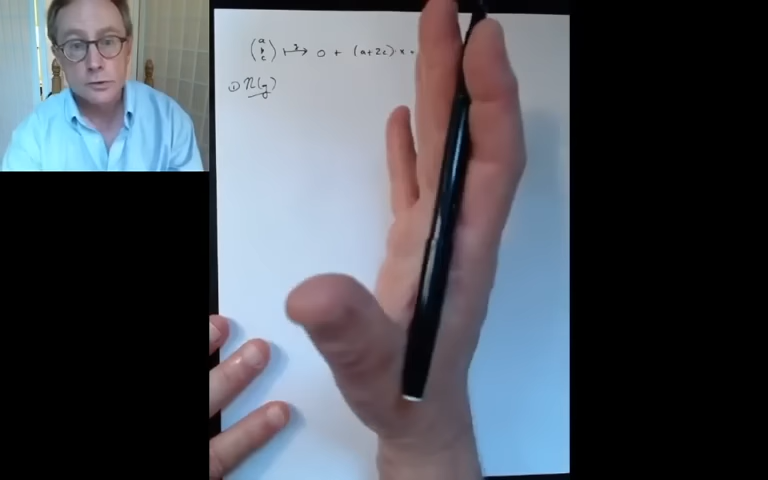 (a b c) ↦g 0 + (a+2c)·x +
① 𝒩(g)